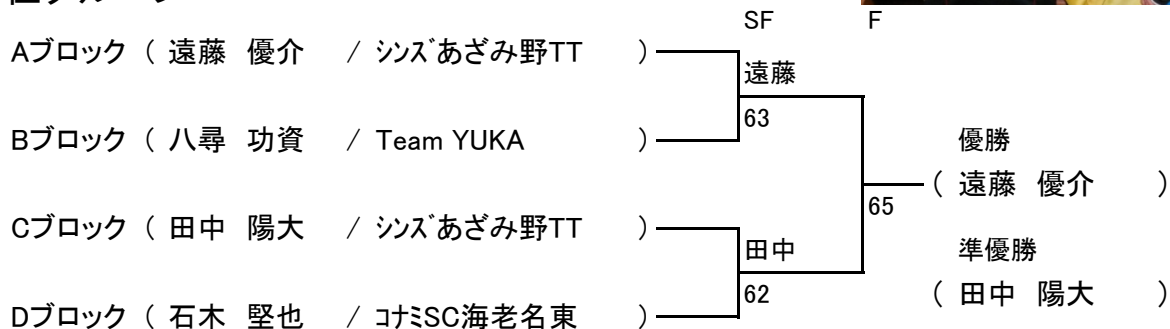 SF F
Aブロック ( 遠藤 優介 / シンズあざみ野TT )
遠藤
63
Bブロック ( 八尋 功資 / Team YUKA )
優勝
( 遠藤 優介 )
65
Cブロック ( 田中 陽大 / シンズあざみ野TT )
田中
準優勝
62
( 田中 陽大 )
Dブロック ( 石木 堅也 / コナミSC海老名東 )